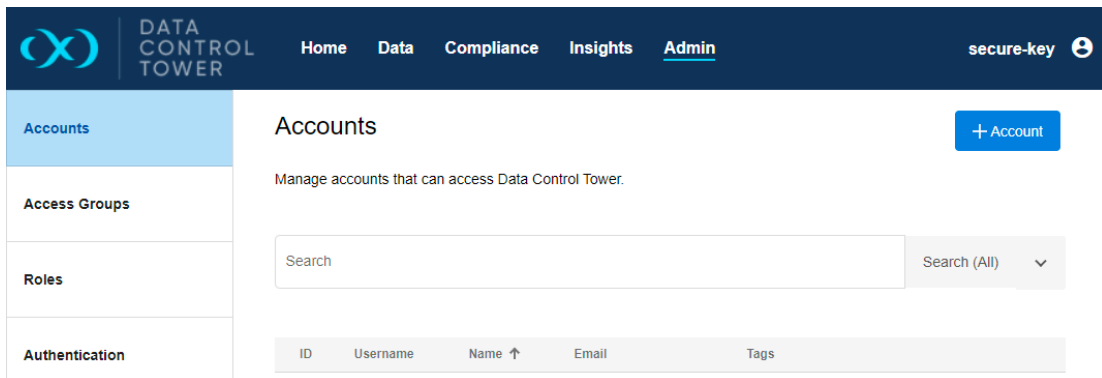 DATA
CONTROL
TOWER
Home Data Compliance Insights Admin secure-key
Accounts
Access Groups
Roles
Authentication
Accounts
+ Account
Manage accounts that can access Data Control Tower.
Search Search (All)
ID Username Name ↑ Email Tags